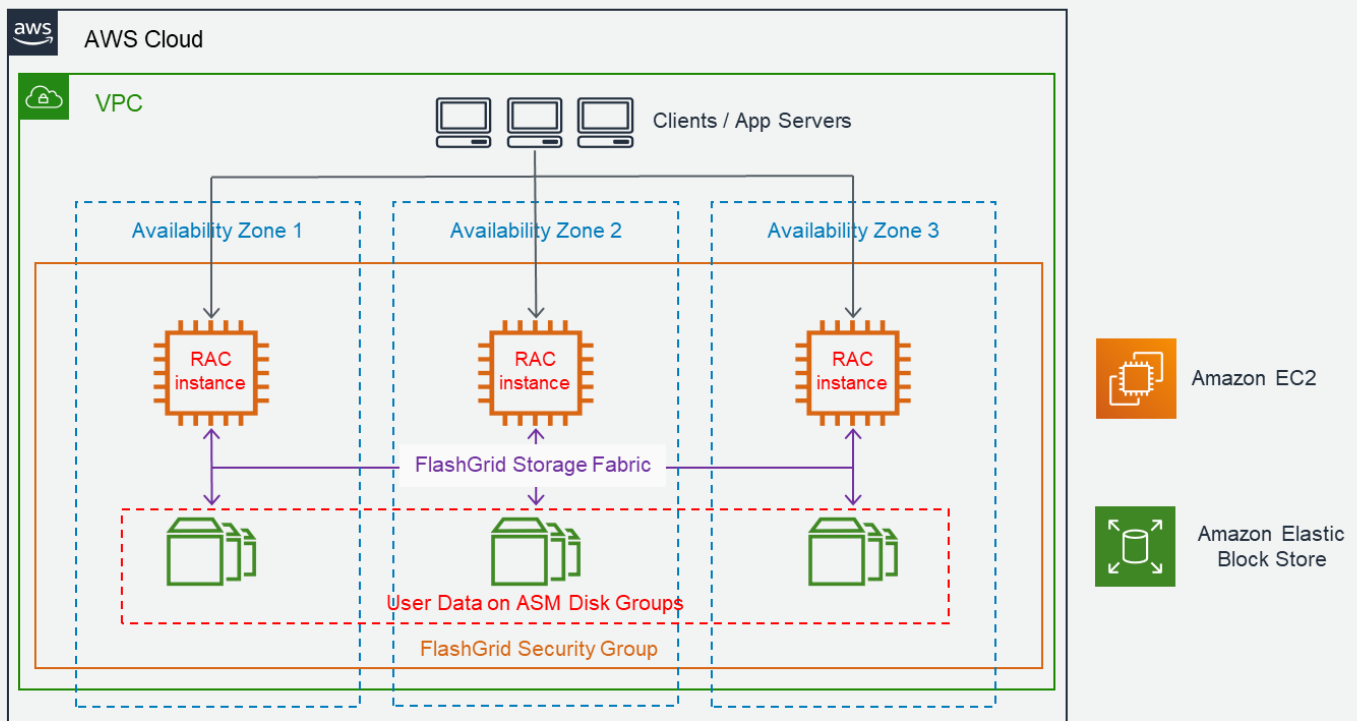 aws
AWS Cloud
VPC
Clients / App Servers
Availability Zone 1
Availability Zone 2
Availability Zone 3
RAC
instance
RAC
instance
RAC
instance
Amazon EC2
FlashGrid Storage Fabric
Amazon Elastic
Block Store
User Data on ASM Disk Groups
FlashGrid Security Group